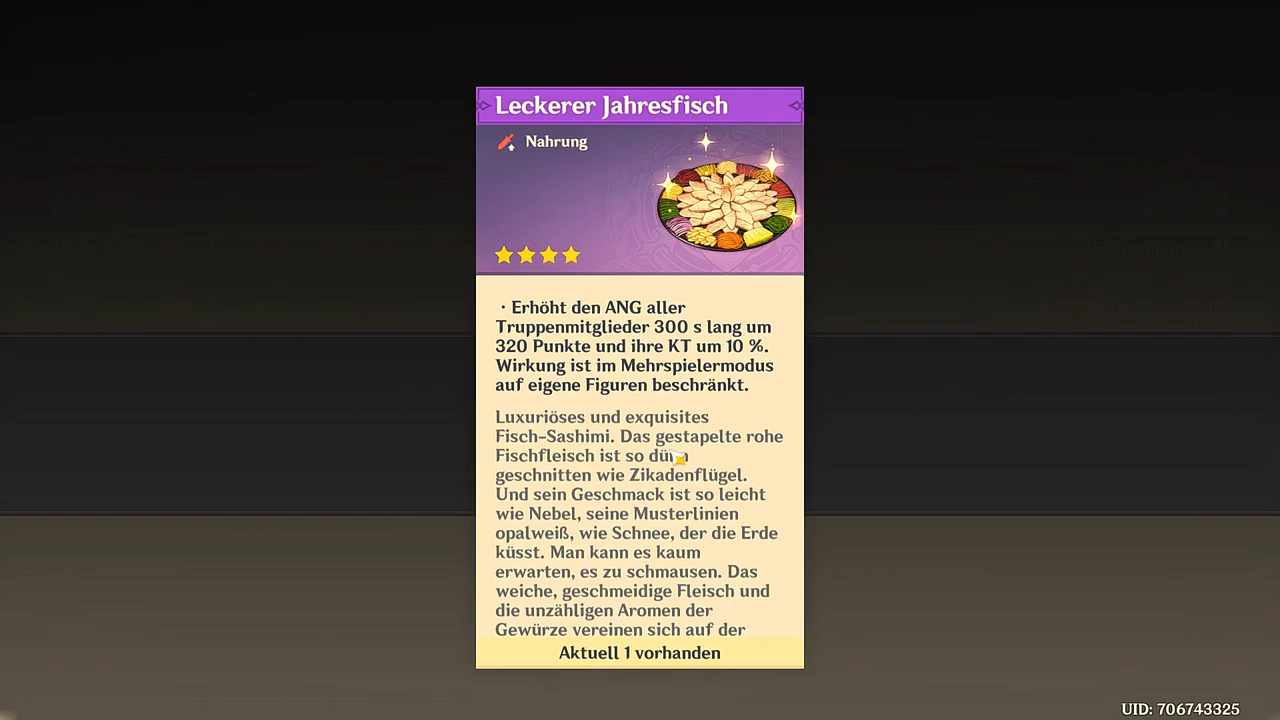 Leckerer Jahresfisch
Nahrung
· Erhöht den ANG aller
Truppenmitglieder 300 s lang um
320 Punkte und ihre KT um 10 %.
Wirkung ist im Mehrspielermodus
auf eigene Figuren beschränkt.
Luxuriöses und exquisites
Fisch-Sashimi. Das gestapelte rohe
Fischfleisch ist so dünn
geschnitten wie Zikadenflügel.
Und sein Geschmack ist so leicht
wie Nebel, seine Musterlinien
opalweiß, wie Schnee, der die Erde
küsst. Man kann es kaum
erwarten, es zu schmausen. Das
weiche, geschmeidige Fleisch und
die unzähligen Aromen der
Gewürze vereinen sich auf der
Aktuell 1 vorhanden
UID: 706743325